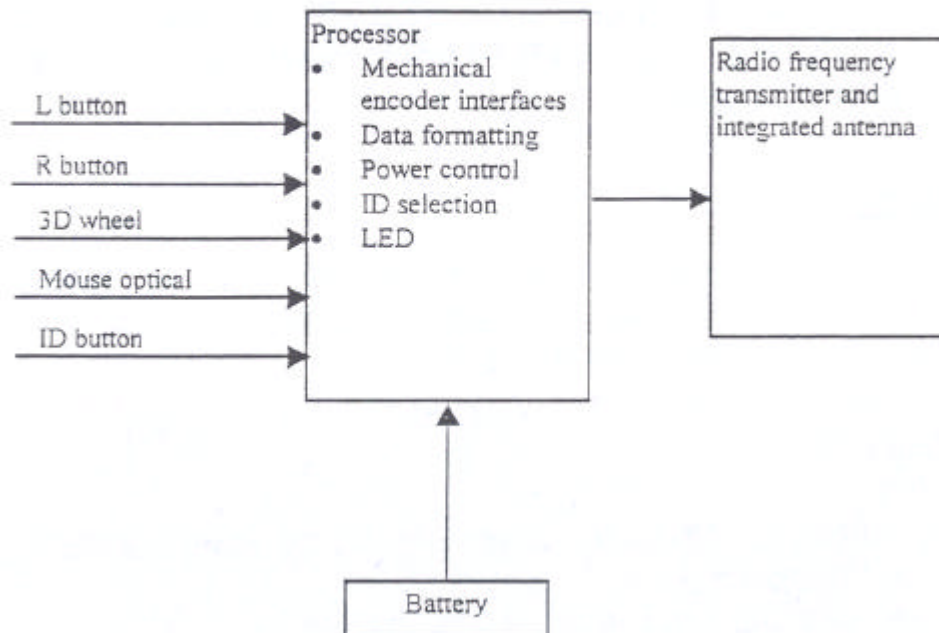 Processor
• Mechanical
encoder interfaces
• Data formatting
• Power control
• ID selection
• LED
L button
R button
3D wheel
Mouse optical
ID button
Radio frequency
transmitter and
integrated antenna
Battery